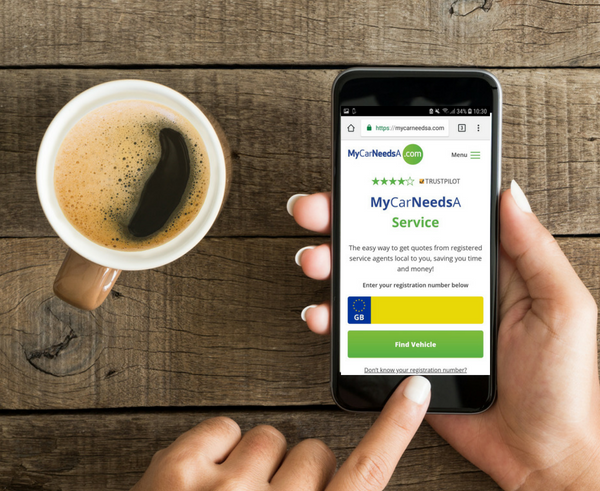 34% 10:30
https://mycarneedsa.com 3
MyCarNeedsA .com Menu
TRUSTPILOT
MyCarNeedsA
Service
The easy way to get quotes from registered
service agents local to you, saving you time
and money!
Enter your registration number below
GB
Find Vehicle
Don't know your registration number?